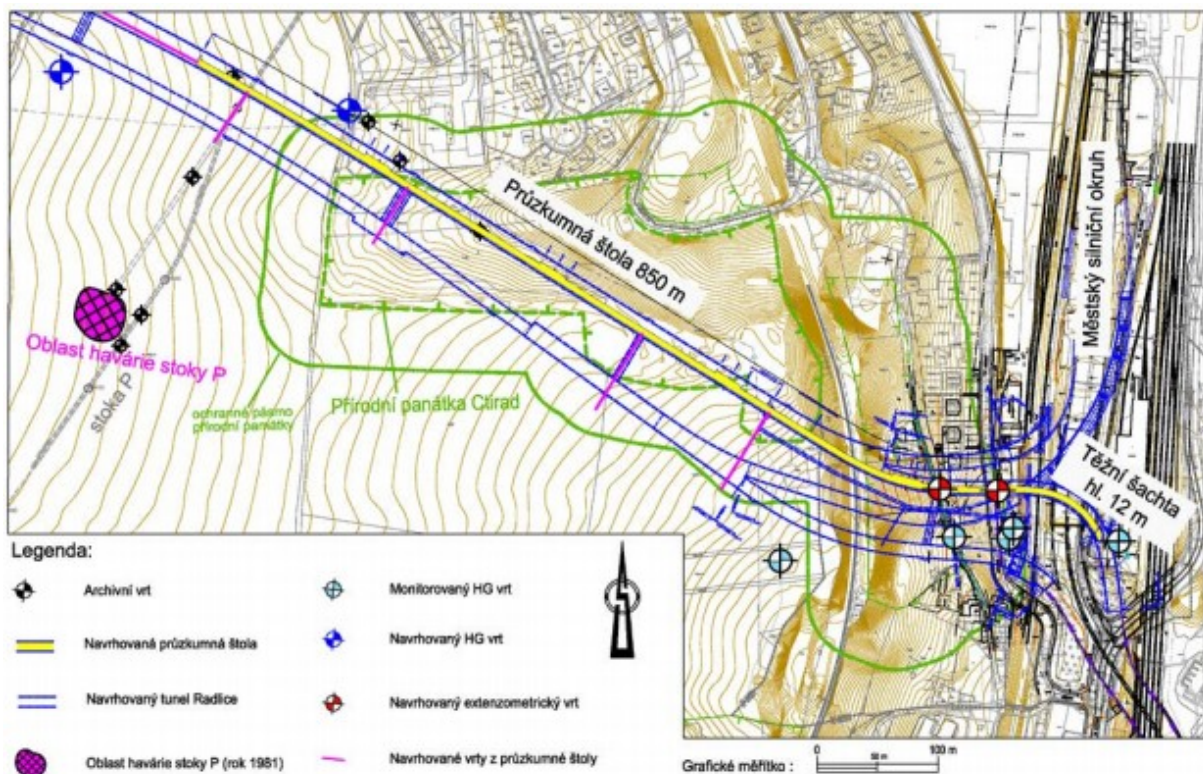 Průzkumná štola 850 m
Městský silniční okruh
Těžní šachta
hl. 12 m
Oblast havárie stoky P
stoka P
ochranné pásmo
přírodní památky
Přírodní panátka Ctirad
Legenda:
Archivní vrt
Navrhovaná průzkumná štola
Navrhovaný tunel Radlice
Oblast havárie stoky P (rok 1981)
Monitorovaný HG vrt
Navrhovaný HG vrt
Navrhovaný extenzometrický vrt
Navrhované vrty z průzkumné štoly
Grafické měřítko :
0 50 m 100 m